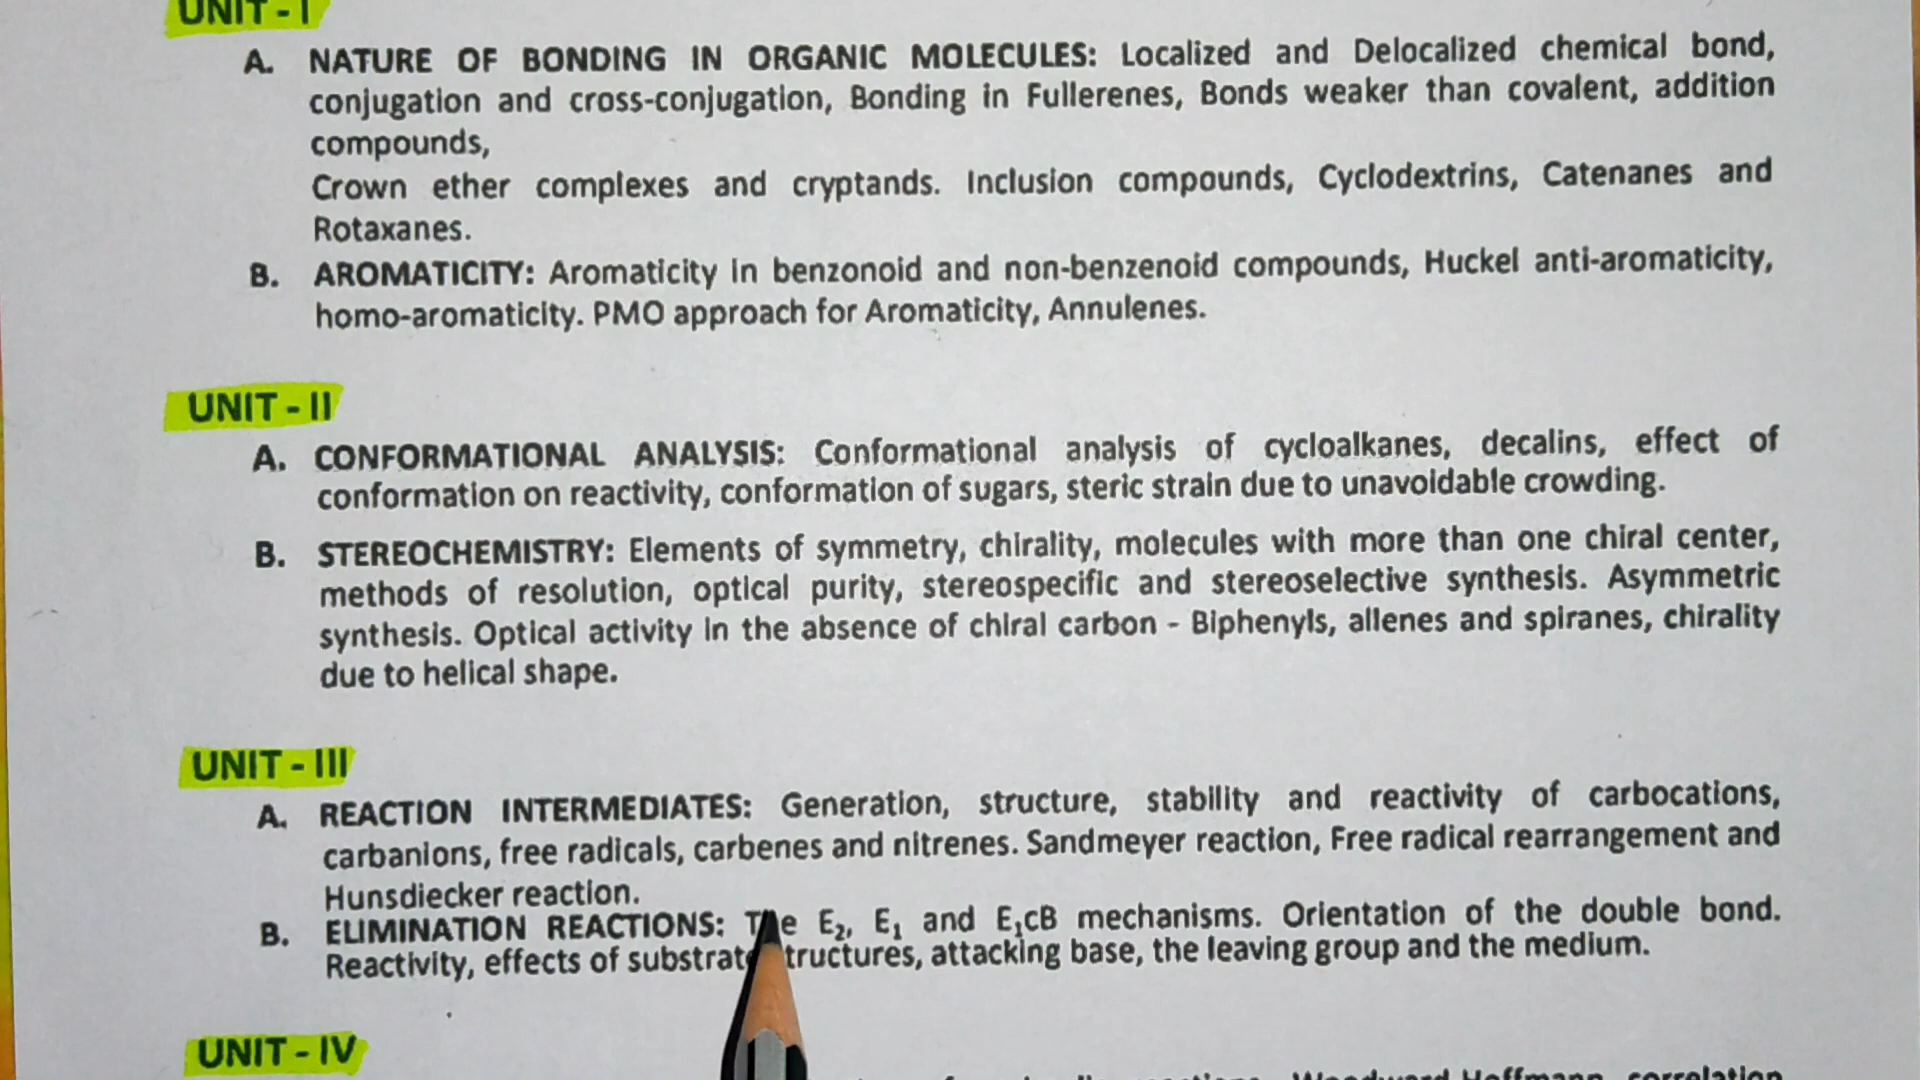 UNIT - I
A. NATURE OF BONDING IN ORGANIC MOLECULES: Localized and Delocalized chemical bond,
conjugation and cross-conjugation, Bonding in Fullerenes, Bonds weaker than covalent, addition
compounds,
Crown ether complexes and cryptands. Inclusion compounds, Cyclodextrins, Catenanes and
Rotaxanes.
B. AROMATICITY: Aromaticity in benzonoid and non-benzenoid compounds, Huckel anti-aromaticity,
homo-aromaticity. PMO approach for Aromaticity, Annulenes.
UNIT - II
A. CONFORMATIONAL ANALYSIS: Conformational analysis of cycloalkanes, decalins, effect of
conformation on reactivity, conformation of sugars, steric strain due to unavoidable crowding.
B. STEREOCHEMISTRY: Elements of symmetry, chirality, molecules with more than one chiral center,
methods of resolution, optical purity, stereospecific and stereoselective synthesis. Asymmetric
synthesis. Optical activity in the absence of chiral carbon - Biphenyls, allenes and spiranes, chirality
due to helical shape.
UNIT - III
A. REACTION INTERMEDIATES: Generation, structure, stability and reactivity of carbocations,
carbanions, free radicals, carbenes and nitrenes. Sandmeyer reaction, Free radical rearrangement and
Hunsdiecker reaction.
B. ELIMINATION REACTIONS: The E₂, E₁ and E₁cB mechanisms. Orientation of the double bond.
Reactivity, effects of substrate structures, attacking base, the leaving group and the medium.
UNIT - IV
Woodward Hoffmann correlation